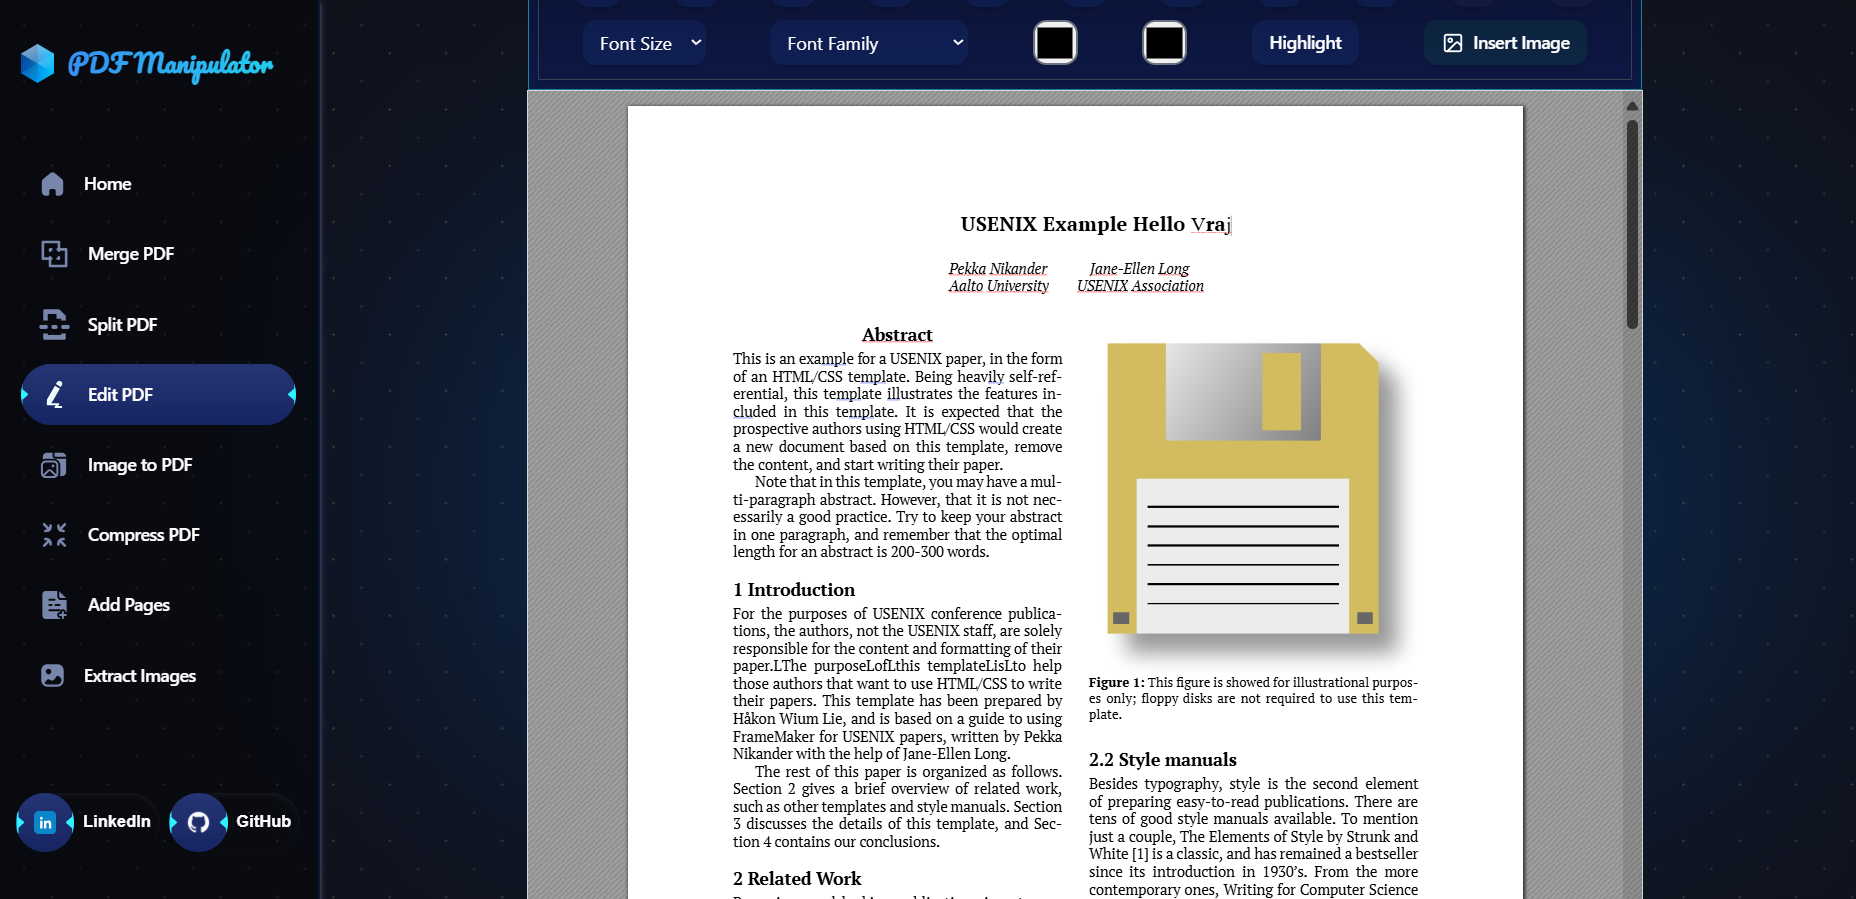 PDF Manipulator
Home
Merge PDF
Split PDF
Edit PDF
Image to PDF
Compress PDF
Add Pages
Extract Images
LinkedIn
GitHub
Font Size
Font Family
Highlight
Insert Image
USENIX Example Hello Vraj
Pekka Nikander
Aalto University
Jane-Ellen Long
USENIX Association
Abstract
This is an example for a USENIX paper, in the form
of an HTML/CSS template. Being heavily self-ref-
erential, this template illustrates the features in-
cluded in this template. It is expected that the
prospective authors using HTML/CSS would create
a new document based on this template, remove
the content, and start writing their paper.
Note that in this template, you may have a mul-
ti-paragraph abstract. However, that it is not nec-
essarily a good practice. Try to keep your abstract
in one paragraph, and remember that the optimal
length for an abstract is 200-300 words.
1 Introduction
For the purposes of USENIX conference publica-
tions, the authors, not the USENIX staff, are solely
responsible for the content and formatting of their
paper.LThe purposeLofLthis templateLisLto help
those authors that want to use HTML/CSS to write
their papers. This template has been prepared by
Håkon Wium Lie, and is based on a guide to using
FrameMaker for USENIX papers, written by Pekka
Nikander with the help of Jane-Ellen Long.
The rest of this paper is organized as follows.
Section 2 gives a brief overview of related work,
such as other templates and style manuals. Section
3 discusses the details of this template, and Sec-
tion 4 contains our conclusions.
2 Related Work
Figure 1: This figure is showed for illustrational purpos-
es only; floppy disks are not required to use this tem-
plate.
2.2 Style manuals
Besides typography, style is the second element
of preparing easy-to-read publications. There are
tens of good style manuals available. To mention
just a couple, The Elements of Style by Strunk and
White [1] is a classic, and has remained a bestseller
since its introduction in 1930's. From the more
contemporary ones, Writing for Computer Science